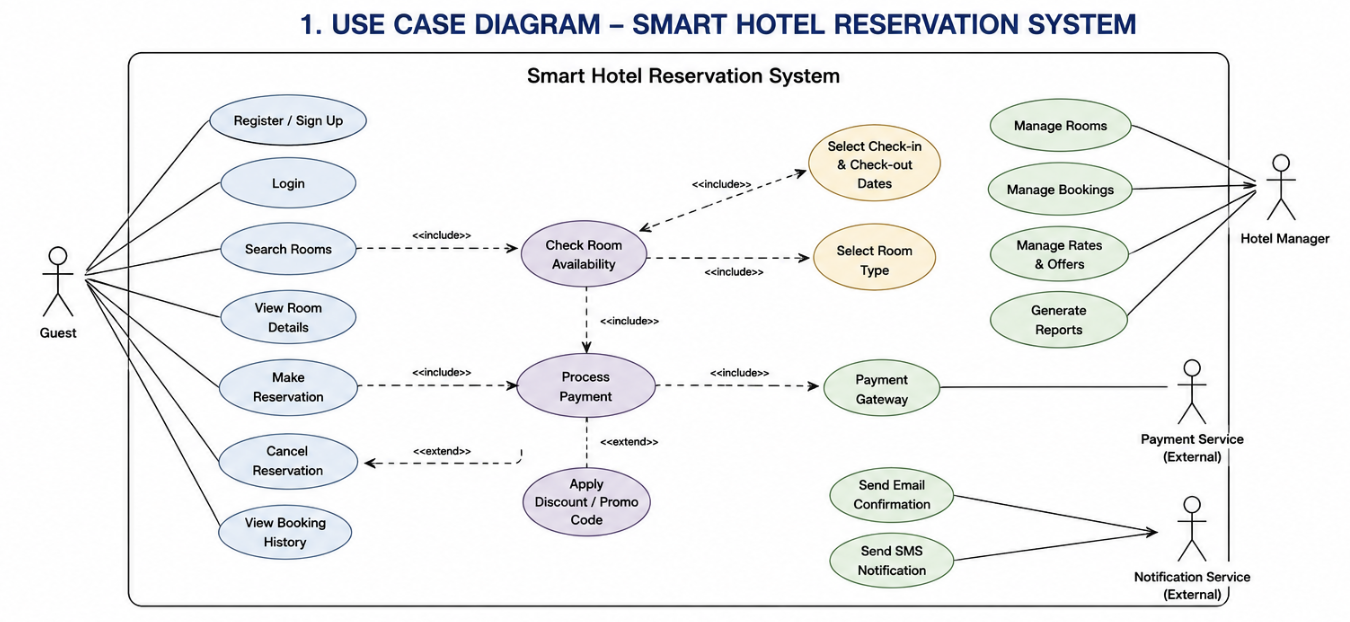 1. USE CASE DIAGRAM – SMART HOTEL RESERVATION SYSTEM
Smart Hotel Reservation System
Guest
Register / Sign Up
Login
Search Rooms
View Room
Details
Make
Reservation
Cancel
Reservation
View Booking
History
<<include>>
<<include>>
<<extend>>
Check Room
Availability
<<include>>
Process
Payment
<<extend>>
Apply
Discount / Promo
Code
<<include>>
<<include>>
<<include>>
Select Check-in
& Check-out
Dates
Select Room
Type
Payment
Gateway
Send Email
Confirmation
Send SMS
Notification
Manage Rooms
Manage Bookings
Manage Rates
& Offers
Generate
Reports
Hotel Manager
Payment Service
(External)
Notification Service
(External)